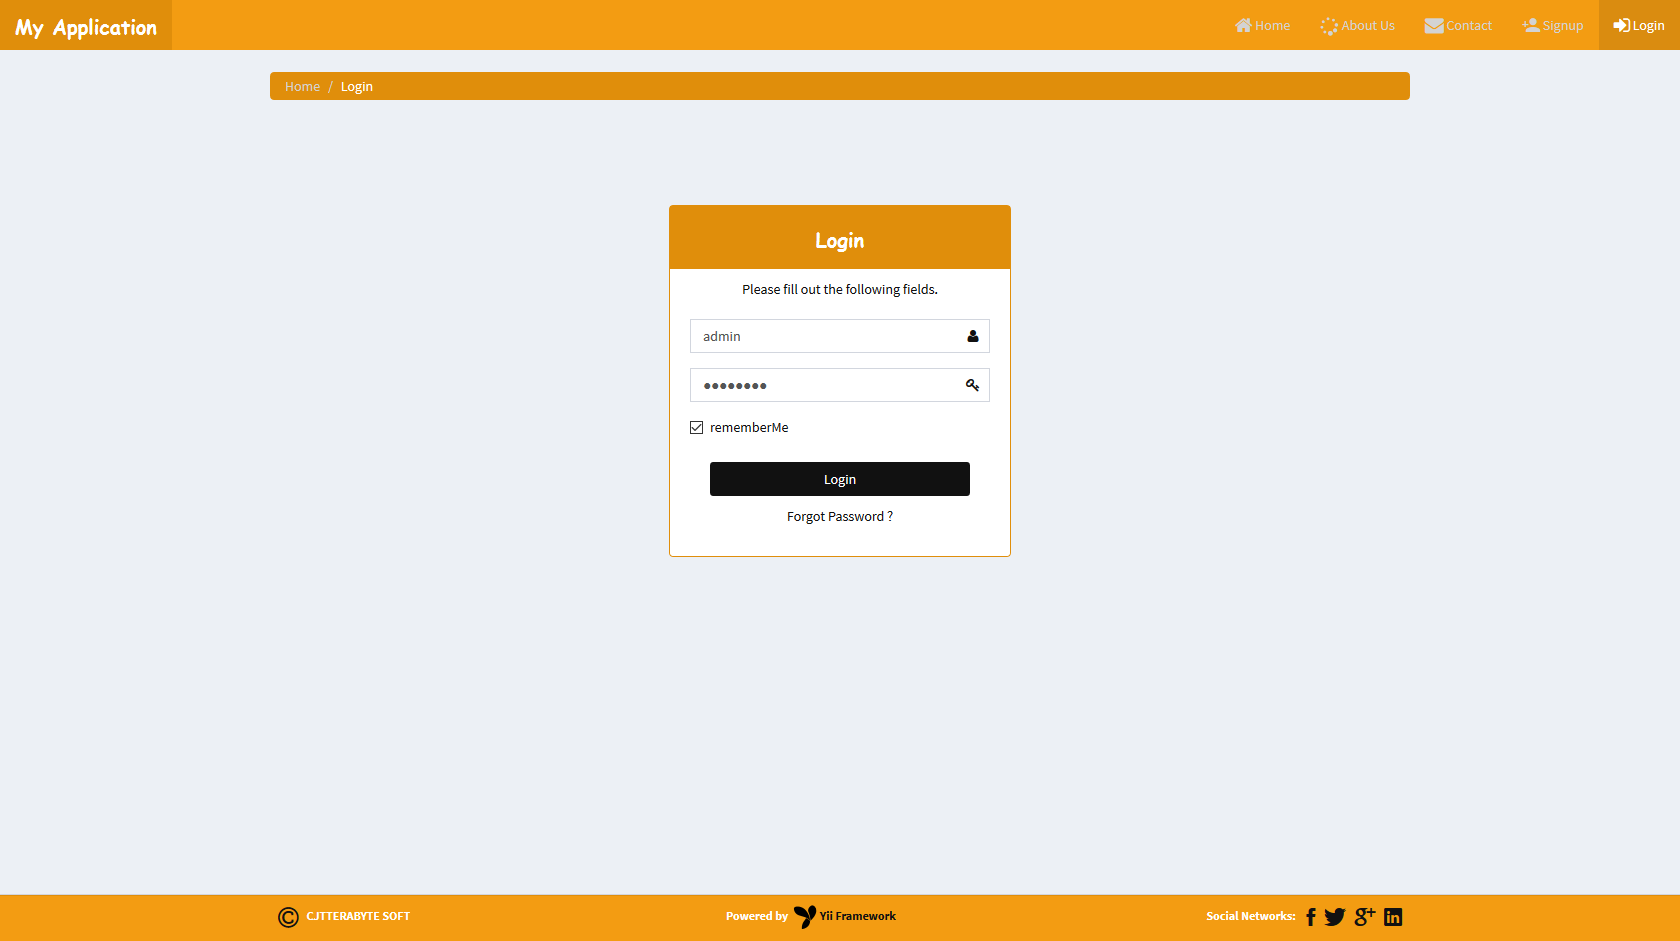 My Application
Home
About Us
Contact
Signup
Login
Home / Login
Login
Please fill out the following fields.
admin
••••••••
rememberMe
Login
Forgot Password ?
© CJTTERABYTE SOFT
Powered by Yii Framework
Social Networks: